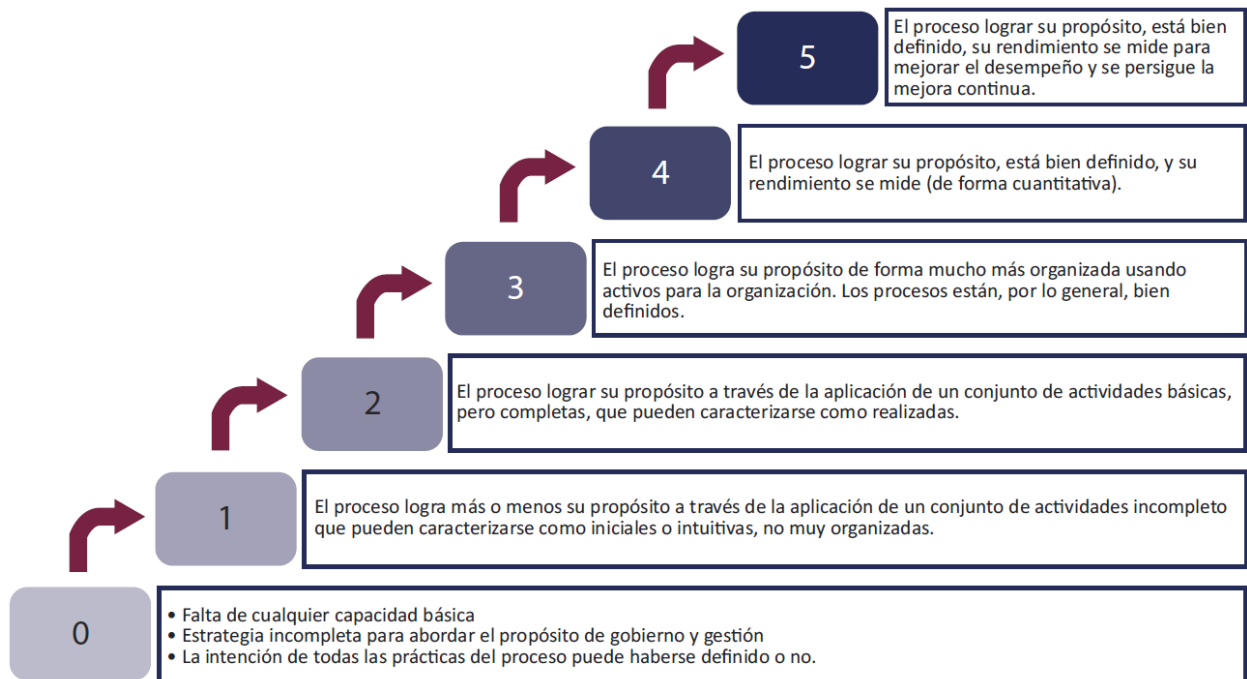 5
El proceso lograr su propósito, está bien
definido, su rendimiento se mide para
mejorar el desempeño y se persigue la
mejora continua.
4
El proceso lograr su propósito, está bien definido, y su
rendimiento se mide (de forma cuantitativa).
3
El proceso logra su propósito de forma mucho más organizada usando
activos para la organización. Los procesos están, por lo general, bien
definidos.
2
El proceso lograr su propósito a través de la aplicación de un conjunto de actividades básicas,
pero completas, que pueden caracterizarse como realizadas.
1
El proceso logra más o menos su propósito a través de la aplicación de un conjunto de actividades incompleto
que pueden caracterizarse como iniciales o intuitivas, no muy organizadas.
0
• Falta de cualquier capacidad básica
• Estrategia incompleta para abordar el propósito de gobierno y gestión
• La intención de todas las prácticas del proceso puede haberse definido o no.